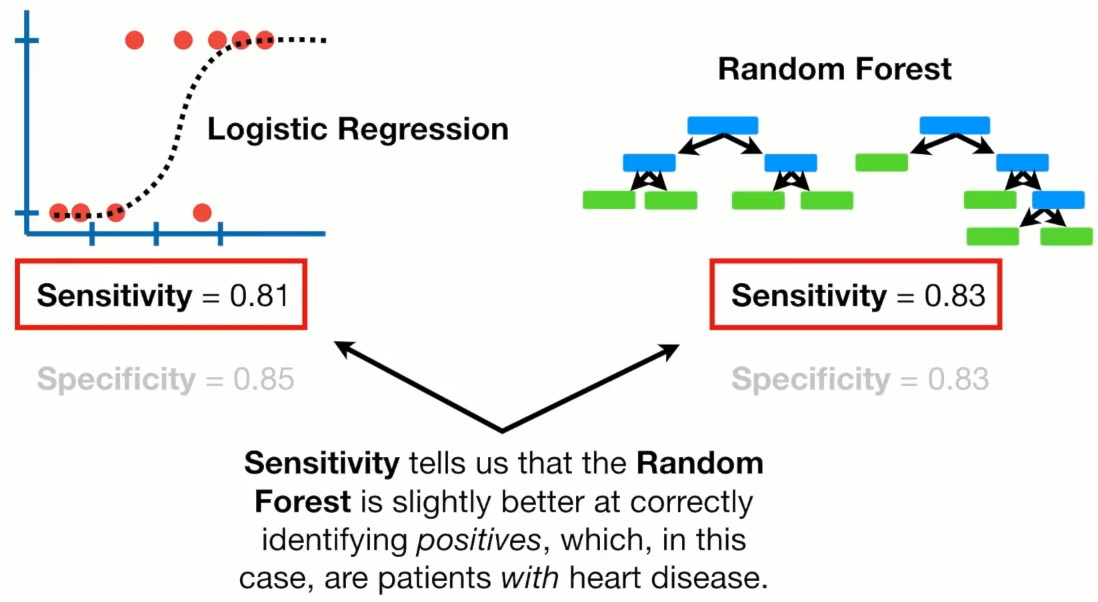 Logistic Regression
Random Forest
Sensitivity = 0.81
Sensitivity = 0.83
Specificity = 0.85
Specificity = 0.83
Sensitivity tells us that the Random
Forest is slightly better at correctly
identifying positives, which, in this
case, are patients with heart disease.